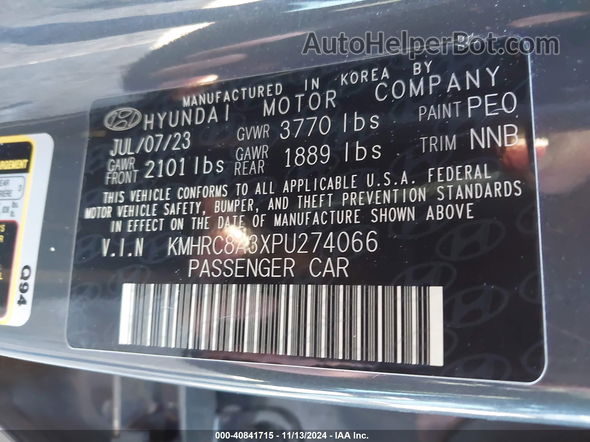 AutoHelperBot.com
MANUFACTURED IN KOREA BY
HYUNDAI MOTOR COMPANY
JUL/07/23 GVWR 3770 lbs PAINT PE0
GAWR FRONT 2101 lbs GAWR REAR 1889 lbs TRIM NNB
THIS VEHICLE CONFORMS TO ALL APPLICABLE U.S.A. FEDERAL
MOTOR VEHICLE SAFETY, BUMPER, AND THEFT PREVENTION STANDARDS
IN EFFECT ON THE DATE OF MANUFACTURE SHOWN ABOVE
V.I.N KMHRC8A3XPU274066
PASSENGER CAR
Q94
000-40841715 - 11/13/2024 - IAA Inc.